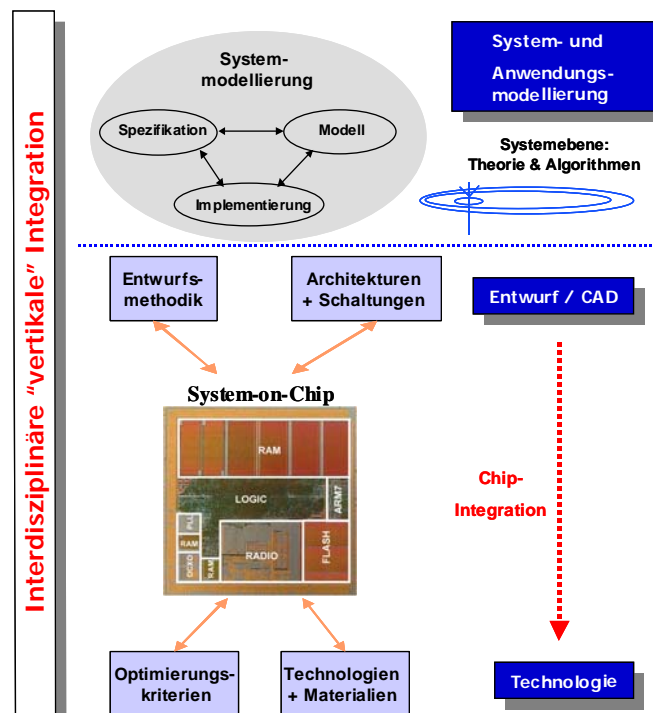 Interdisziplinäre "vertikale" Integration
System-
modellierung
Spezifikation
Modell
Implementierung
System- und
Anwendungs-
modellierung
Systemebene:
Theorie & Algorithmen
Entwurfs-
methodik
Architekturen
+ Schaltungen
Entwurf / CAD
System-on-Chip
RAM
LOGIC
ARM7
PLL
RAM
DCXO
RAM
RADIO
FLASH
Chip-
Integration
Optimierungs-
kriterien
Technologien
+ Materialien
Technologie